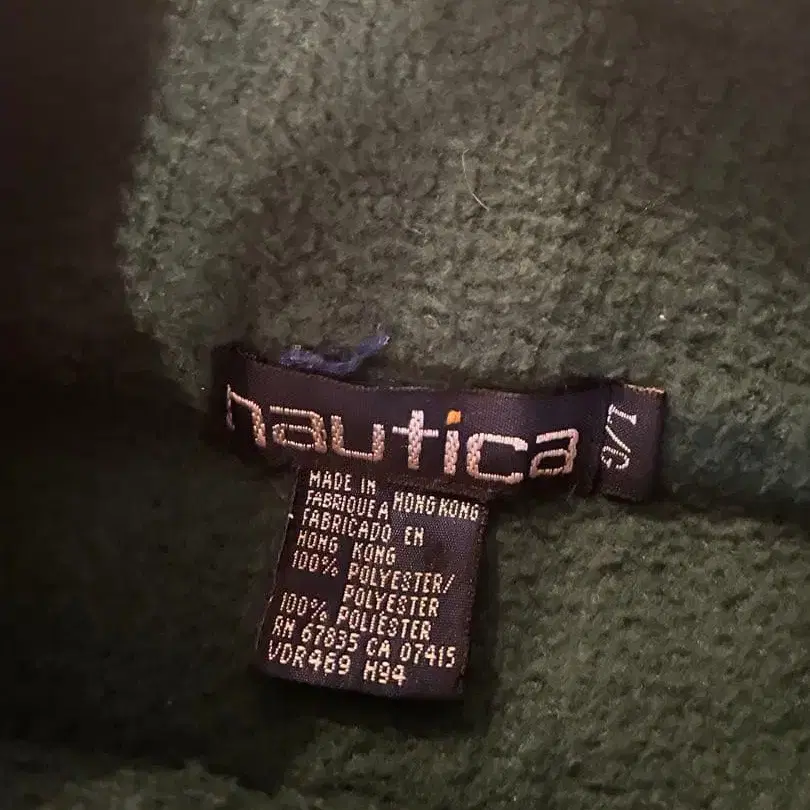 nautica
L/G
MADE IN
FABRIQUE A HONG KONG
FABRICADO EN
HONG KONG
100% POLYESTER/
POLYESTER
100% POLIESTER
RN 67835 CA 07415
VDR469 H94